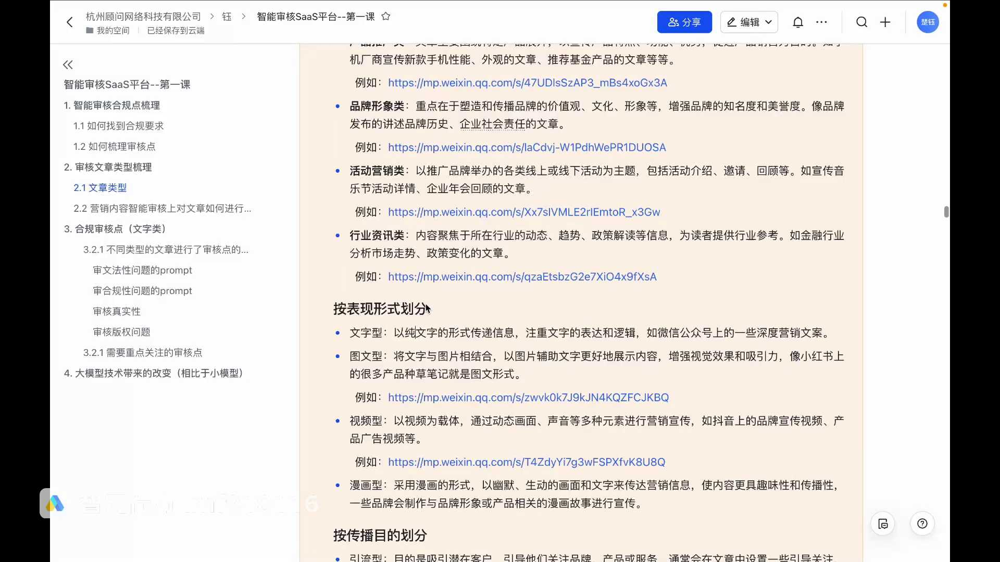 杭州顾问网络科技有限公司 > 钰 > 智能审核SaaS平台--第一课
我的空间 | 已经保存到云端
分享
编辑
楚钰
智能审核SaaS平台--第一课
1. 智能审核合规点梳理
1.1 如何找到合规要求
1.2 如何梳理审核点
2. 审核文章类型梳理
2.1 文章类型
2.2 营销内容智能审核上对文章如何进行...
3. 合规审核点（文字类）
3.2.1 不同类型的文章进行了审核点的...
审文法性问题的prompt
审合规性问题的prompt
审核真实性
审核版权问题
3.2.1 需要重点关注的审核点
4. 大模型技术带来的改变（相比于小模型）
机厂商宣传新款手机性能、外观的文章、推荐基金产品的文章等等。
例如：https://mp.weixin.qq.com/s/47UDlsSzAP3_mBs4xoGx3A
品牌形象类：重点在于塑造和传播品牌的价值观、文化、形象等，增强品牌的知名度和美誉度。像品牌
发布的讲述品牌历史、企业社会责任的文章。
例如：https://mp.weixin.qq.com/s/laCdvj-W1PdhWePR1DUOSA
活动营销类：以推广品牌举办的各类线上或线下活动为主题，包括活动介绍、邀请、回顾等。如宣传音
乐节活动详情、企业年会回顾的文章。
例如：https://mp.weixin.qq.com/s/Xx7slVMLE2rlEmtoR_x3Gw
行业资讯类：内容聚焦于所在行业的动态、趋势、政策解读等信息，为读者提供行业参考。如金融行业
分析市场走势、政策变化的文章。
例如：https://mp.weixin.qq.com/s/qzaEtsbzG2e7XiO4x9fXsA
按表现形式划分
文字型：以纯文字的形式传递信息，注重文字的表达和逻辑，如微信公众号上的一些深度营销文案。
图文型：将文字与图片相结合，以图片辅助文字更好地展示内容，增强视觉效果和吸引力，像小红书上
的很多产品种草笔记就是图文形式。
例如：https://mp.weixin.qq.com/s/zwvk0k7J9kJN4KQZFCJKBQ
视频型：以视频为载体，通过动态画面、声音等多种元素进行营销宣传，如抖音上的品牌宣传视频、产
品广告视频等。
例如：https://mp.weixin.qq.com/s/T4ZdyYi7g3wFSPXfvK8U8Q
漫画型：采用漫画的形式，以幽默、生动的画面和文字来传达营销信息，使内容更具趣味性和传播性，
一些品牌会制作与品牌形象或产品相关的漫画故事进行宣传。
按传播目的划分
引流型：目的是吸引潜在客户，引导他们关注品牌、产品或服务，通常会在文章中设置一些引导关注、